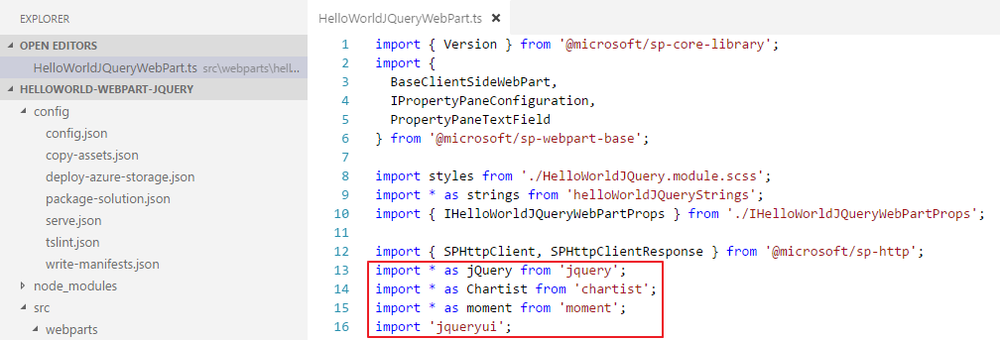 EXPLORER
OPEN EDITORS
HelloWorldJQueryWebPart.ts src\webparts\hell...
HELLOWORLD-WEBPART-JQUERY
config
config.json
copy-assets.json
deploy-azure-storage.json
package-solution.json
serve.json
tslint.json
write-manifests.json
node_modules
src
webparts
HelloWorldJQueryWebPart.ts ×
1 import { Version } from '@microsoft/sp-core-library';
2 import {
3 BaseClientSideWebPart,
4 IPropertyPaneConfiguration,
5 PropertyPaneTextField
6 } from '@microsoft/sp-webpart-base';
7
8 import styles from './HelloWorldJQuery.module.scss';
9 import * as strings from 'helloWorldJQueryStrings';
10 import { IHelloWorldJQueryWebPartProps } from './IHelloWorldJQueryWebPartProps';
11
12 import { SPHttpClient, SPHttpClientResponse } from '@microsoft/sp-http';
13 import * as jQuery from 'jquery';
14 import * as Chartist from 'chartist';
15 import * as moment from 'moment';
16 import 'jqueryui';